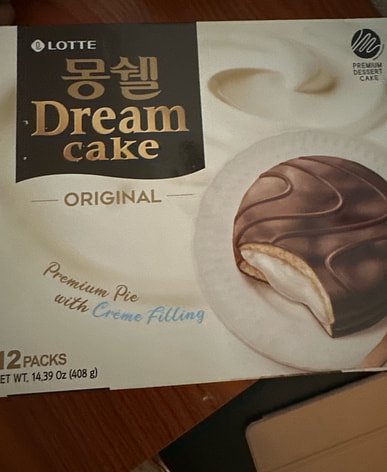 LOTTE
몽쉘
Dream
cake
ORIGINAL
PREMIUM
DESSERT
CAKE
Premium Pie
with Creme Filling
12 PACKS
ET WT. 14.39 Oz (408 g)